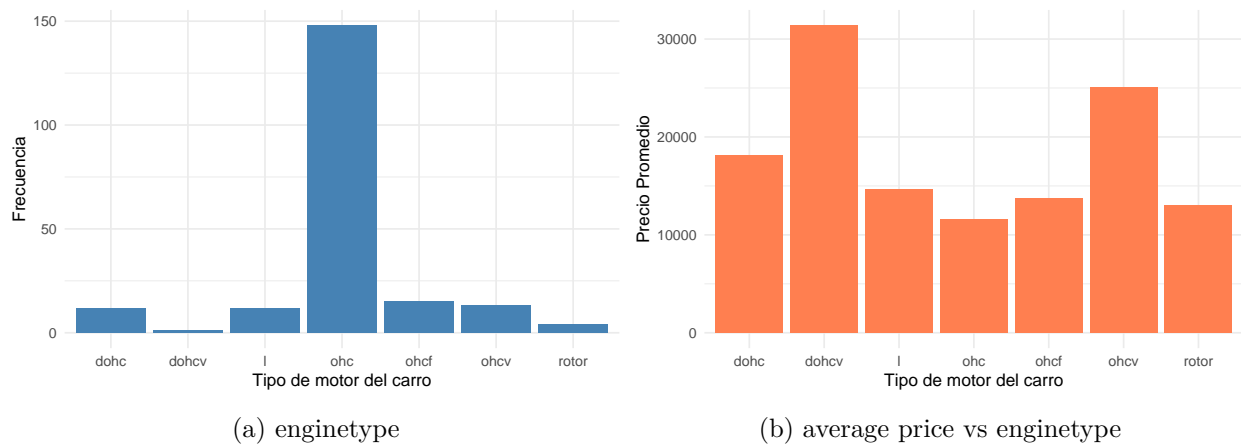 150
100
50
0
Frecuencia
dohc dohcv l ohc ohcf ohcv rotor
Tipo de motor del carro
(a) enginetype
30000
20000
10000
0
Precio Promedio
dohc dohcv l ohc ohcf ohcv rotor
Tipo de motor del carro
(b) average price vs enginetype